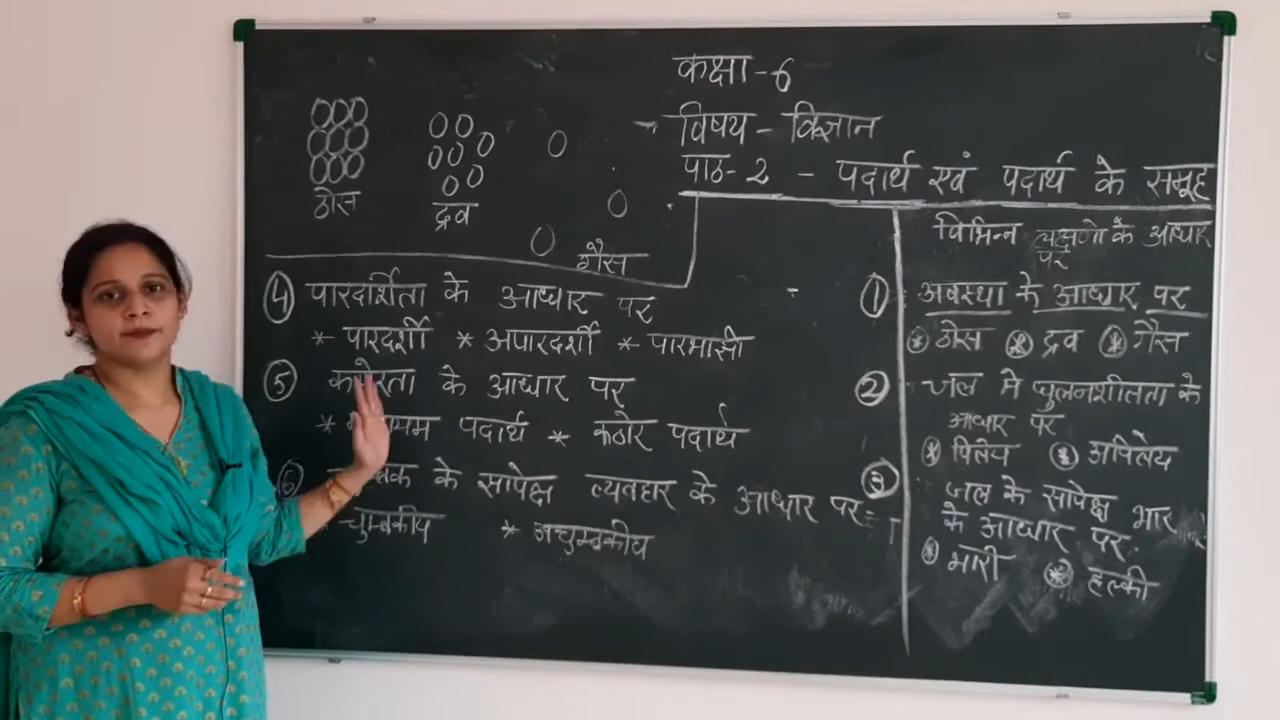 कक्षा - 6
विषय - विज्ञान
पाठ - 2 - पदार्थ एवं पदार्थ के समूह
ठोस
द्रव
गैस
विभिन्न लक्षणो के आधार
पर
① अवस्था के आधार पर
* ठोस * द्रव * गैस
② जल मे घुलनशीलता के
आधार पर
* विलेय * अविलेय
③ जल के सापेक्ष भार
के आधार पर
* भारी * हल्की
④ पारदर्शिता के आधार पर
* पारदर्शी * अपारदर्शी * पारभासी
⑤ के आधार पर
* पदार्थ * कठोर पदार्थ
⑥ के सापेक्ष व्यवहार के आधार पर
चुम्बकीय * अचुम्बकीय